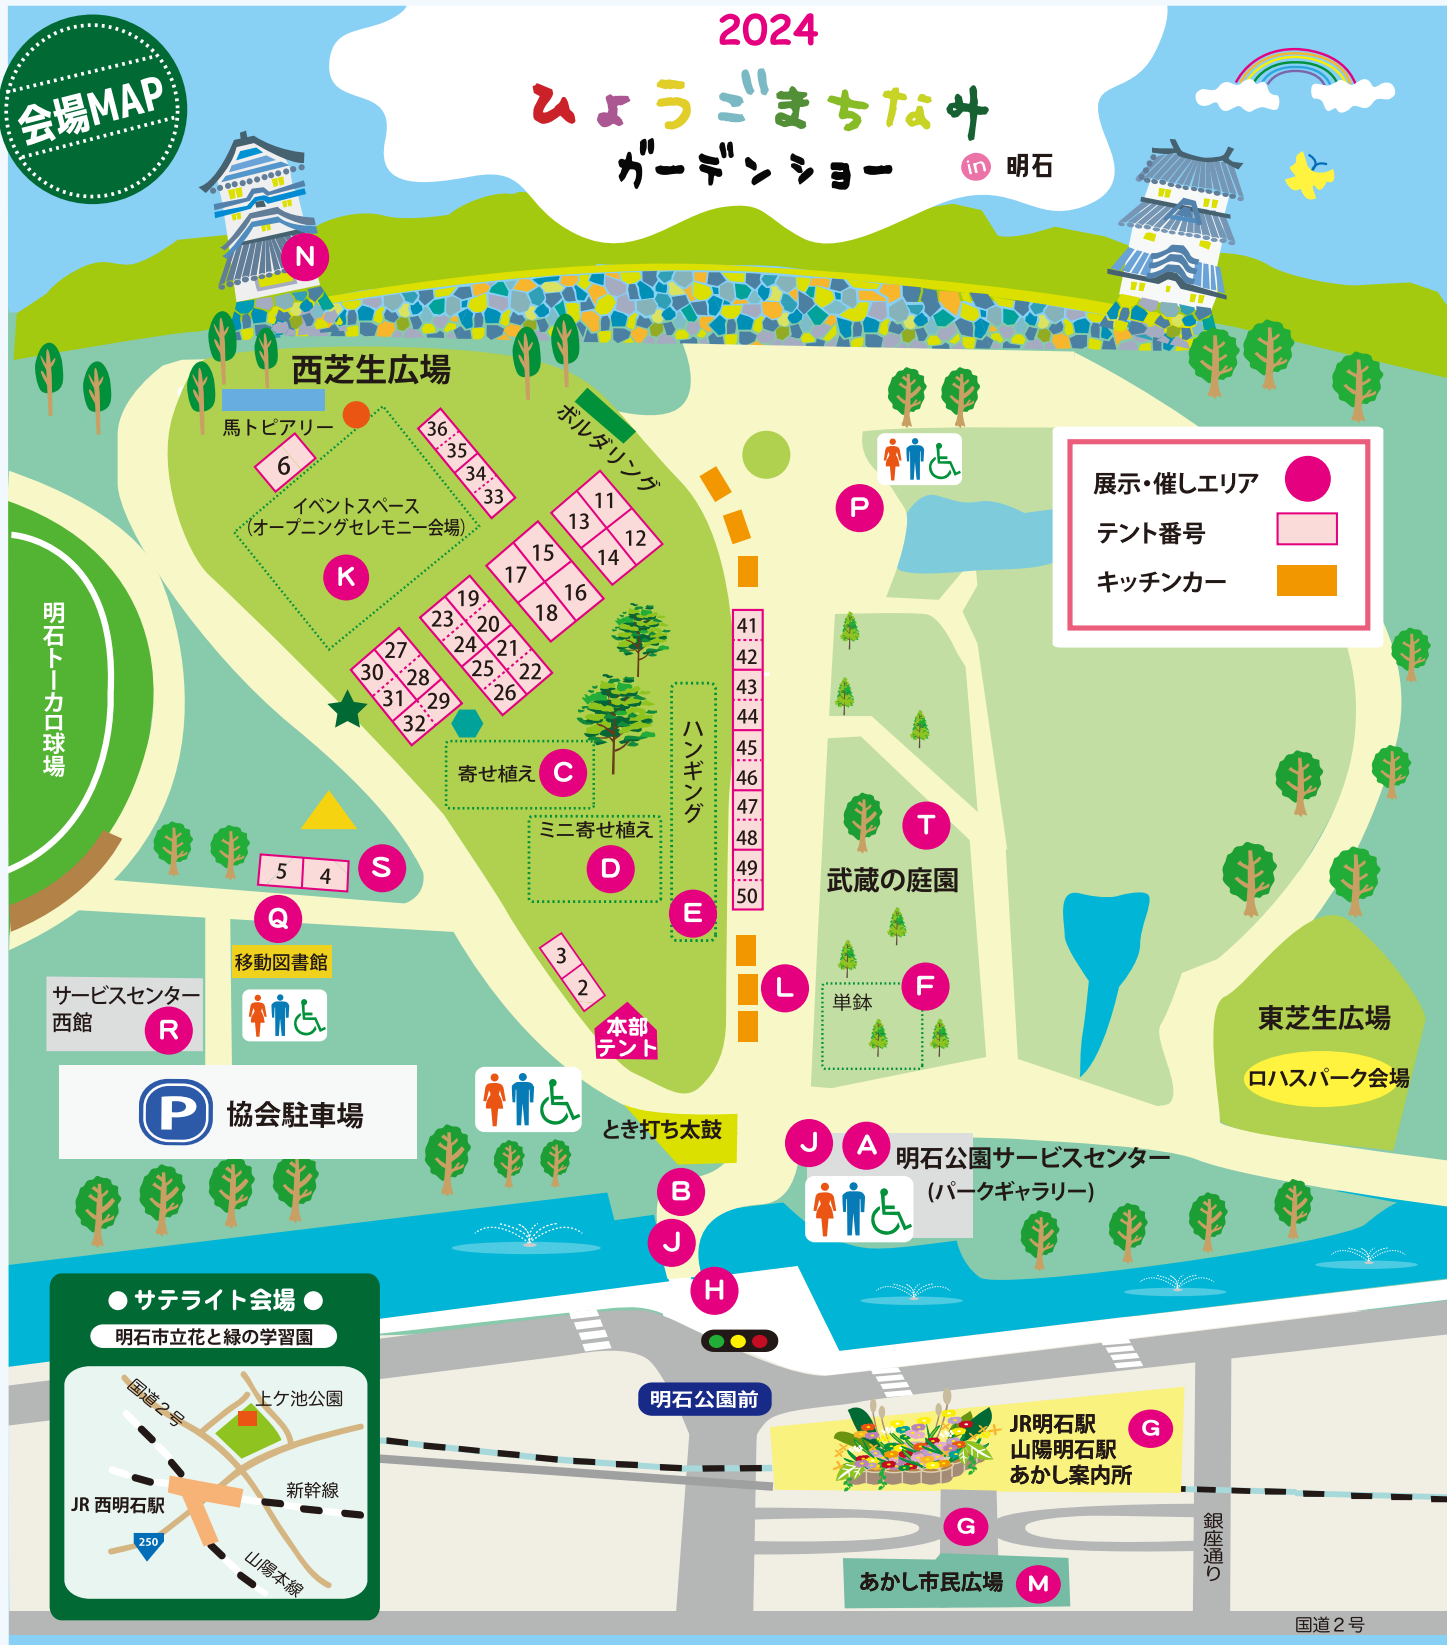 2024
会場MAP
ひょうごまちなみ
ガーデンショー
in 明石
N
西芝生広場
馬トピアリー
ボルダリング
6
36
35
34
33
イベントスペース
(オープニングセレモニー会場)
K
11
13
12
14
15
17
16
18
19
23
20
24
21
25
22
26
27
30
28
31
29
32
P
展示・催しエリア
テント番号
キッチンカー
明石トーカロ球場
41
42
43
44
45
46
47
48
49
50
ハンギング
E
寄せ植え
C
ミニ寄せ植え
D
T
武蔵の庭園
5
4
S
Q
移動図書館
サービスセンター
西館
R
3
2
本部
テント
L
単鉢
F
東芝生広場
ロハスパーク会場
P
協会駐車場
とき打ち太鼓
J
A
明石公園サービスセンター
(パークギャラリー)
B
J
H
サテライト会場
明石市立花と緑の学習園
国道2号
上ケ池公園
新幹線
JR 西明石駅
250
山陽本線
明石公園前
JR明石駅
山陽明石駅
あかし案内所
G
G
あかし市民広場
M
銀座通り
国道2号